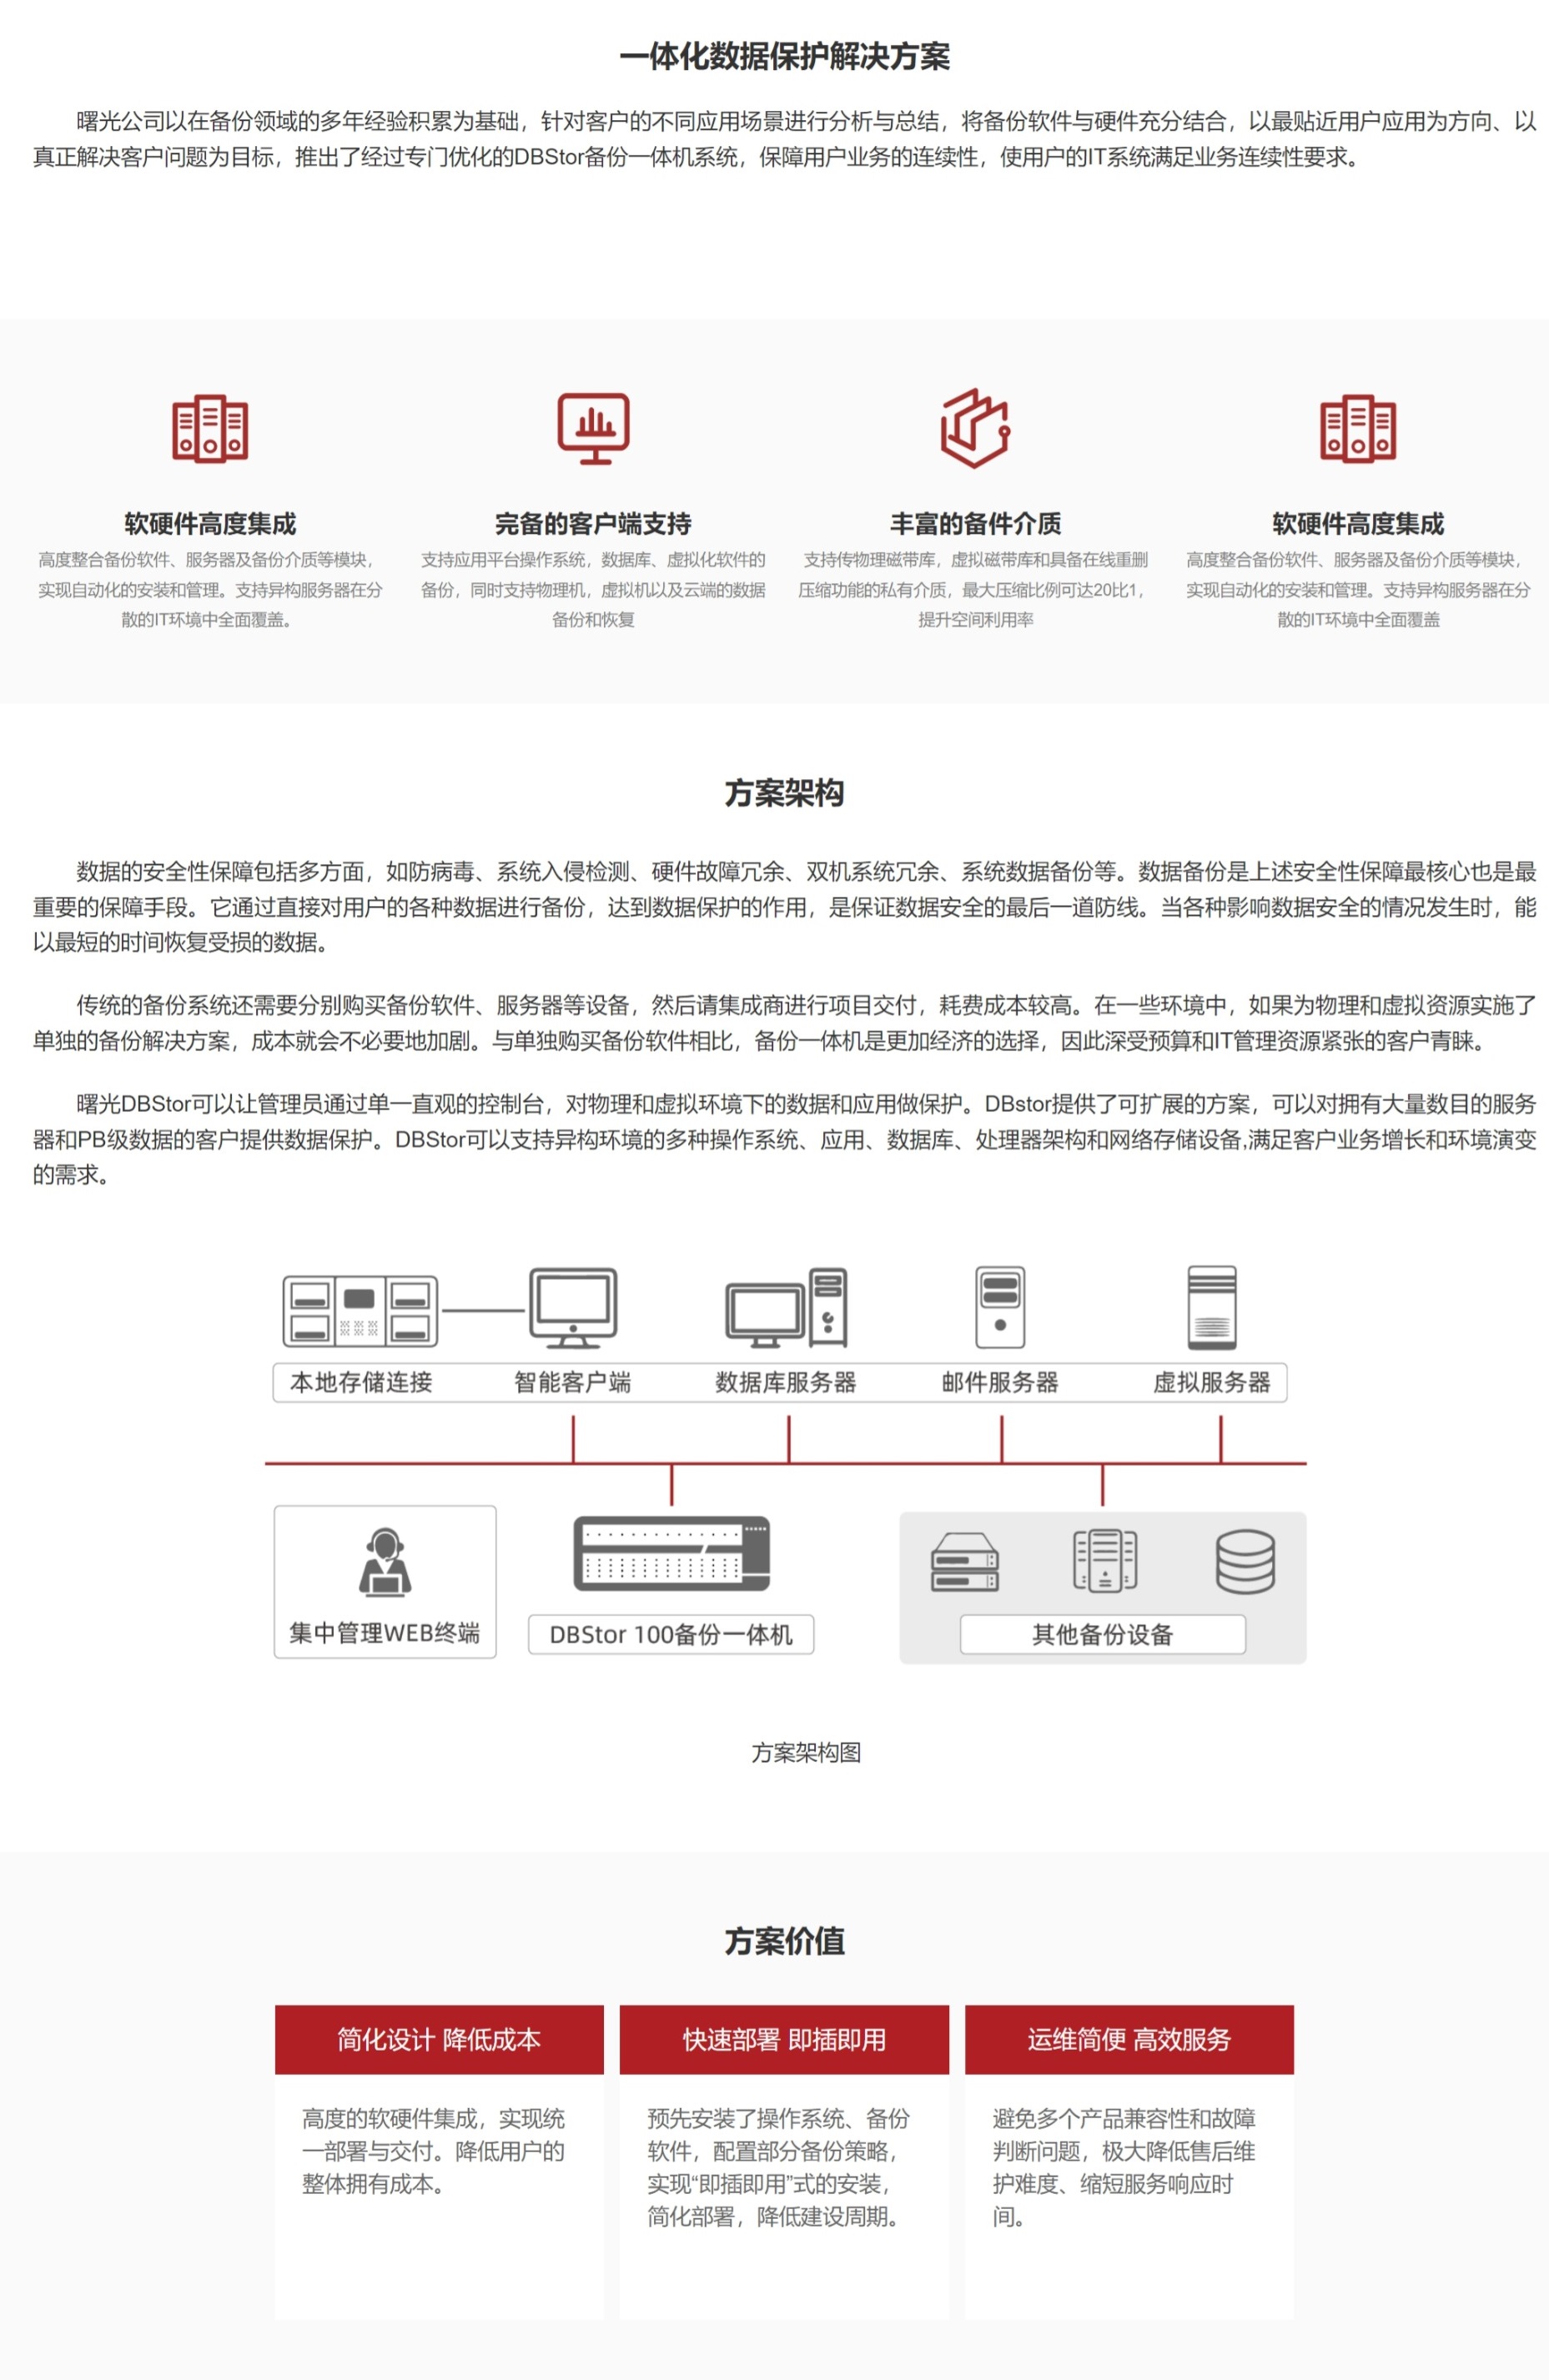 一体化数据保护解决方案
曙光公司以在备份领域的多年经验积累为基础，针对客户的不同应用场景进行分析与总结，将备份软件与硬件充分结合，以最贴近用户应用为方向、以
真正解决客户问题为目标，推出了经过专门优化的DBStor备份一体机系统，保障用户业务的连续性，使用户的IT系统满足业务连续性要求。
软硬件高度集成
高度整合备份软件、服务器及备份介质等模块，
实现自动化的安装和管理。支持异构服务器在分
散的IT环境中全面覆盖。
完备的客户端支持
支持应用平台操作系统，数据库、虚拟化软件的
备份，同时支持物理机，虚拟机以及云端的数据
备份和恢复
丰富的备件介质
支持传物理磁带库，虚拟磁带库和具备在线重删
压缩功能的私有介质，最大压缩比例可达20比1，
提升空间利用率
软硬件高度集成
高度整合备份软件、服务器及备份介质等模块，
实现自动化的安装和管理。支持异构服务器在分
散的IT环境中全面覆盖
方案架构
数据的安全性保障包括多方面，如防病毒、系统入侵检测、硬件故障冗余、双机系统冗余、系统数据备份等。数据备份是上述安全性保障最核心也是最
重要的保障手段。它通过直接对用户的各种数据进行备份，达到数据保护的作用，是保证数据安全的最后一道防线。当各种影响数据安全的情况发生时，能
以最短的时间恢复受损的数据。
传统的备份系统还需要分别购买备份软件、服务器等设备，然后请集成商进行项目交付，耗费成本较高。在一些环境中，如果为物理和虚拟资源实施了
单独的备份解决方案，成本就会不必要地加剧。与单独购买备份软件相比，备份一体机是更加经济的选择，因此深受预算和IT管理资源紧张的客户青睐。
曙光DBStor可以让管理员通过单一直观的控制台，对物理和虚拟环境下的数据和应用做保护。DBstor提供了可扩展的方案，可以对拥有大量数目的服务
器和PB级数据的客户提供数据保护。DBStor可以支持异构环境的多种操作系统、应用、数据库、处理器架构和网络存储设备,满足客户业务增长和环境演变
的需求。
本地存储连接 智能客户端 数据库服务器 邮件服务器 虚拟服务器
集中管理WEB终端 DBStor 100备份一体机 其他备份设备
方案架构图
方案价值
简化设计 降低成本
高度的软硬件集成，实现统
一部署与交付。降低用户的
整体拥有成本。
快速部署 即插即用
预先安装了操作系统、备份
软件，配置部分备份策略，
实现“即插即用”式的安装，
简化部署，降低建设周期。
运维简便 高效服务
避免多个产品兼容性和故障
判断问题，极大降低售后维
护难度、缩短服务响应时
间。